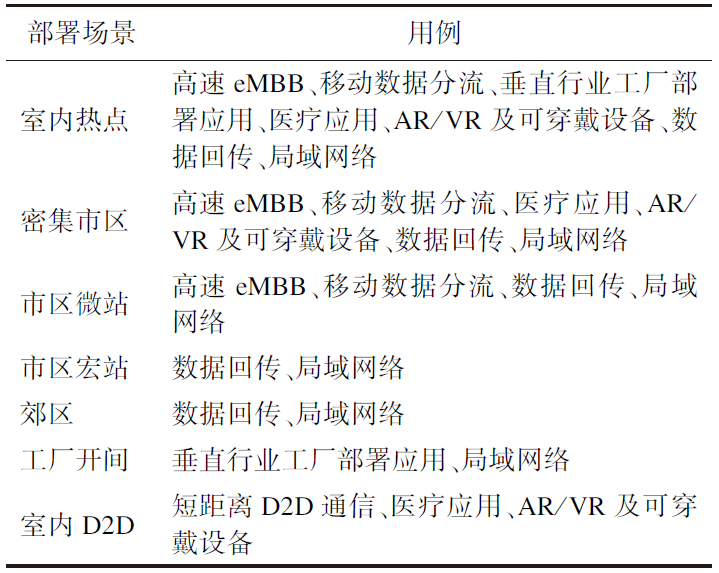 部署场景 用例
室内热点 高速 eMBB、移动数据分流、垂直行业工厂部
署应用、医疗应用、AR/VR 及可穿戴设备、数
据回传、局域网络
密集市区 高速 eMBB、移动数据分流、医疗应用、AR/
VR 及可穿戴设备、数据回传、局域网络
市区微站 高速 eMBB、移动数据分流、数据回传、局域
网络
市区宏站 数据回传、局域网络
郊区 数据回传、局域网络
工厂开间 垂直行业工厂部署应用、局域网络
室内 D2D 短距离 D2D 通信、医疗应用、AR/VR 及可穿
戴设备